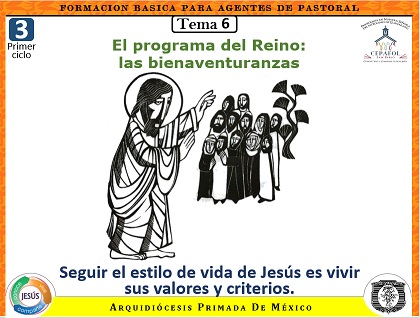 FORMACION BASICA PARA AGENTES DE PASTORAL
3
Primer
ciclo
Tema 6
El programa del Reino:
las bienaventuranzas
CEFAFOL
Seguir el estilo de vida de Jesús es vivir
sus valores y criterios.
JESÚS
ARQUIDIÓCESIS PRIMADA DE MÉXICO